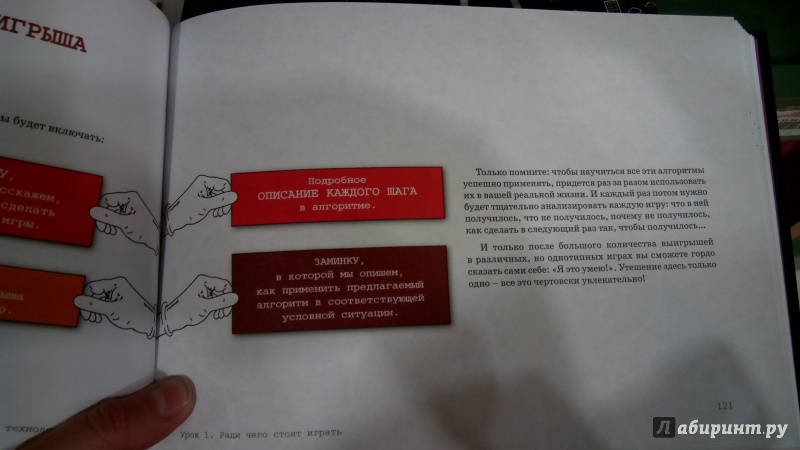 ИГРЫША
ы будет включать:
У,
сскажем,
сделать
игры.
ыша
р.
Подробное
ОПИСАНИЕ КАЖДОГО ШАГА
в алгоритме.
ЗАМИНКУ,
в которой мы опишем,
как применить предлагаемый
алгоритм в соответствующей
условной ситуации.
Только помните: чтобы научиться все эти алгоритмы
успешно применять, придется раз за разом использовать
их в вашей реальной жизни. И каждый раз потом нужно
будет тщательно анализировать каждую игру: что в ней
получилось, что не получилось, почему не получилось,
как сделать в следующий раз так, чтобы получилось...
И только после большого количества выигрышей
в различных, но однотипных играх вы сможете гордо
сказать сами себе: «Я это умею!». Утешение здесь только
одно – все это чертовски увлекательно!
техноло
Урок 1. Ради чего стоит играть
121
Лабиринт.ру